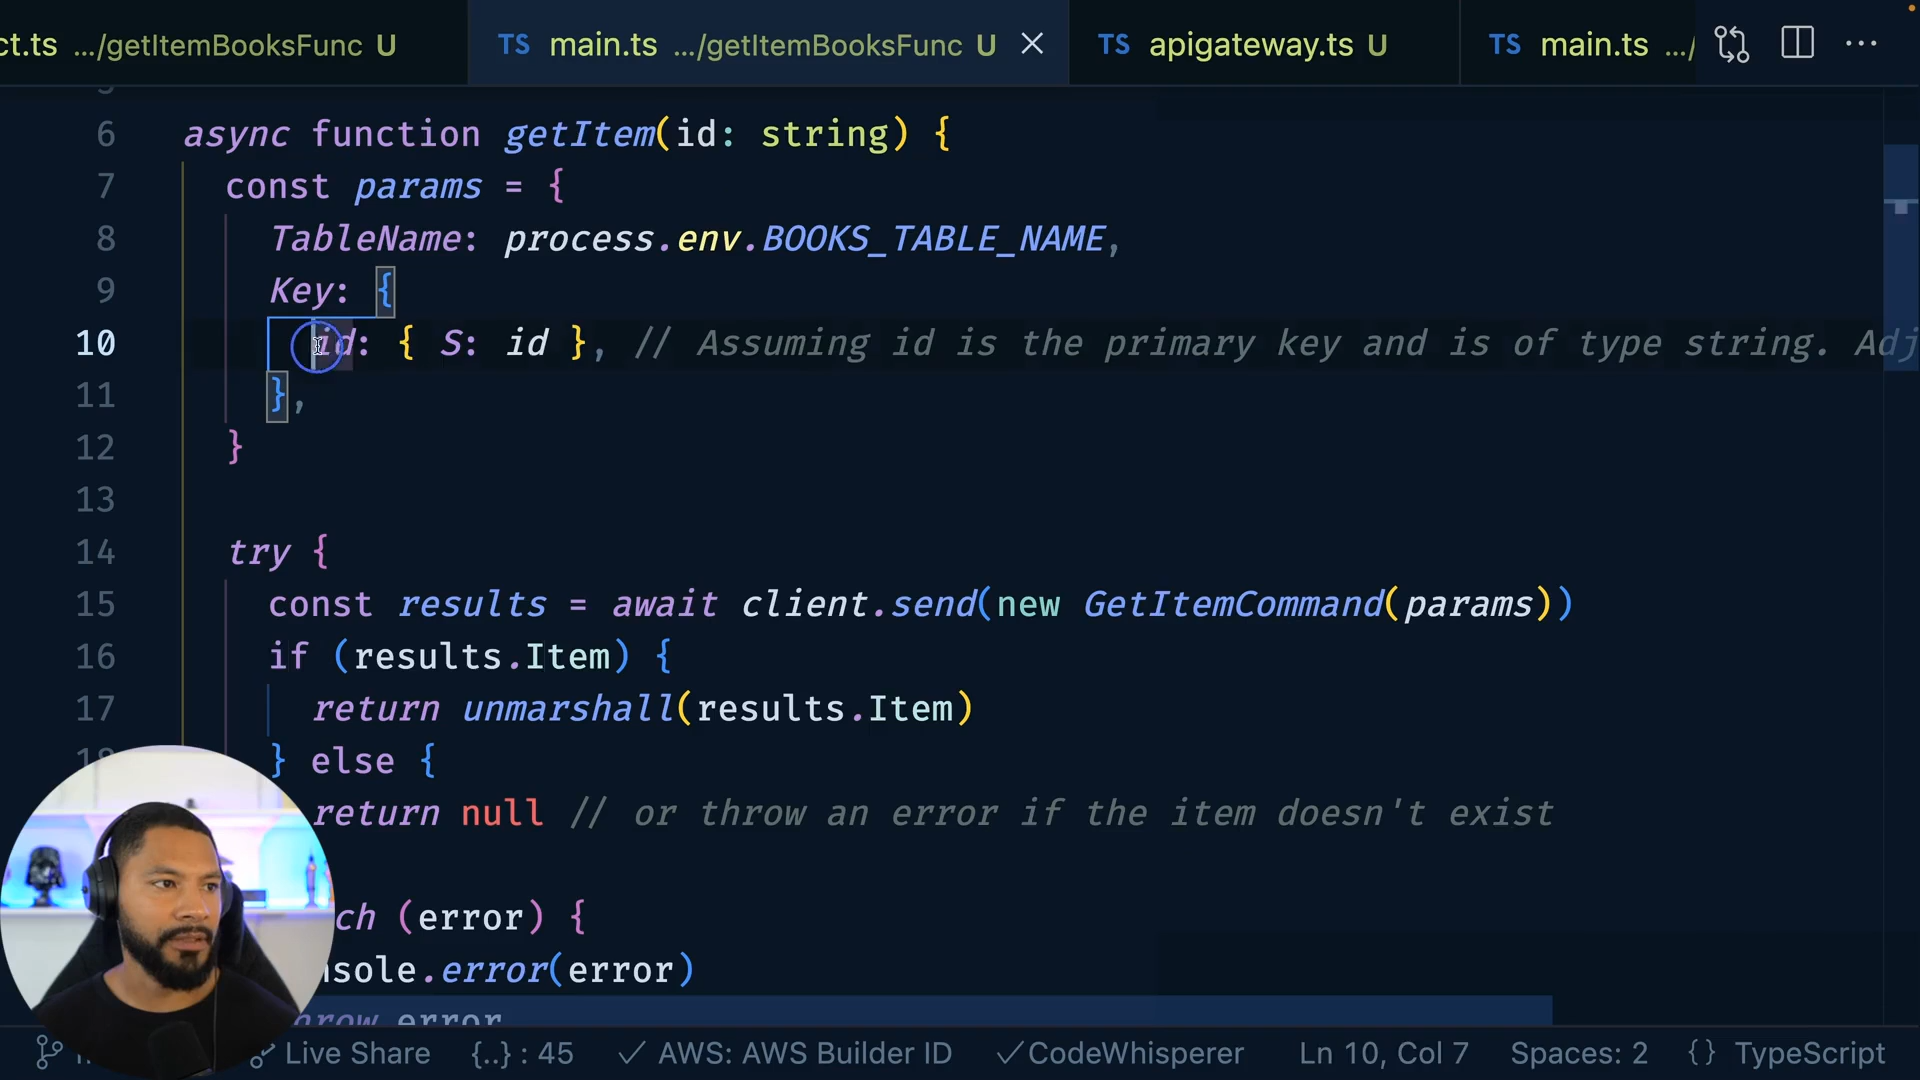 ct.ts .../getItemBooksFunc U
TS main.ts .../getItemBooksFunc U
TS apigateway.ts U
TS main.ts .../
6 async function getItem(id: string) {
7 const params = {
8 TableName: process.env.BOOKS_TABLE_NAME,
9 Key: {
10 id: { S: id }, // Assuming id is the primary key and is of type string. Adj
11 },
12 }
13
14 try {
15 const results = await client.send(new GetItemCommand(params))
16 if (results.Item) {
17 return unmarshall(results.Item)
} else {
return null // or throw an error if the item doesn't exist
ch (error) {
nsole.error(error)
hrow error
Live Share {..} : 45 AWS: AWS Builder ID CodeWhisperer Ln 10, Col 7 Spaces: 2 {} TypeScript